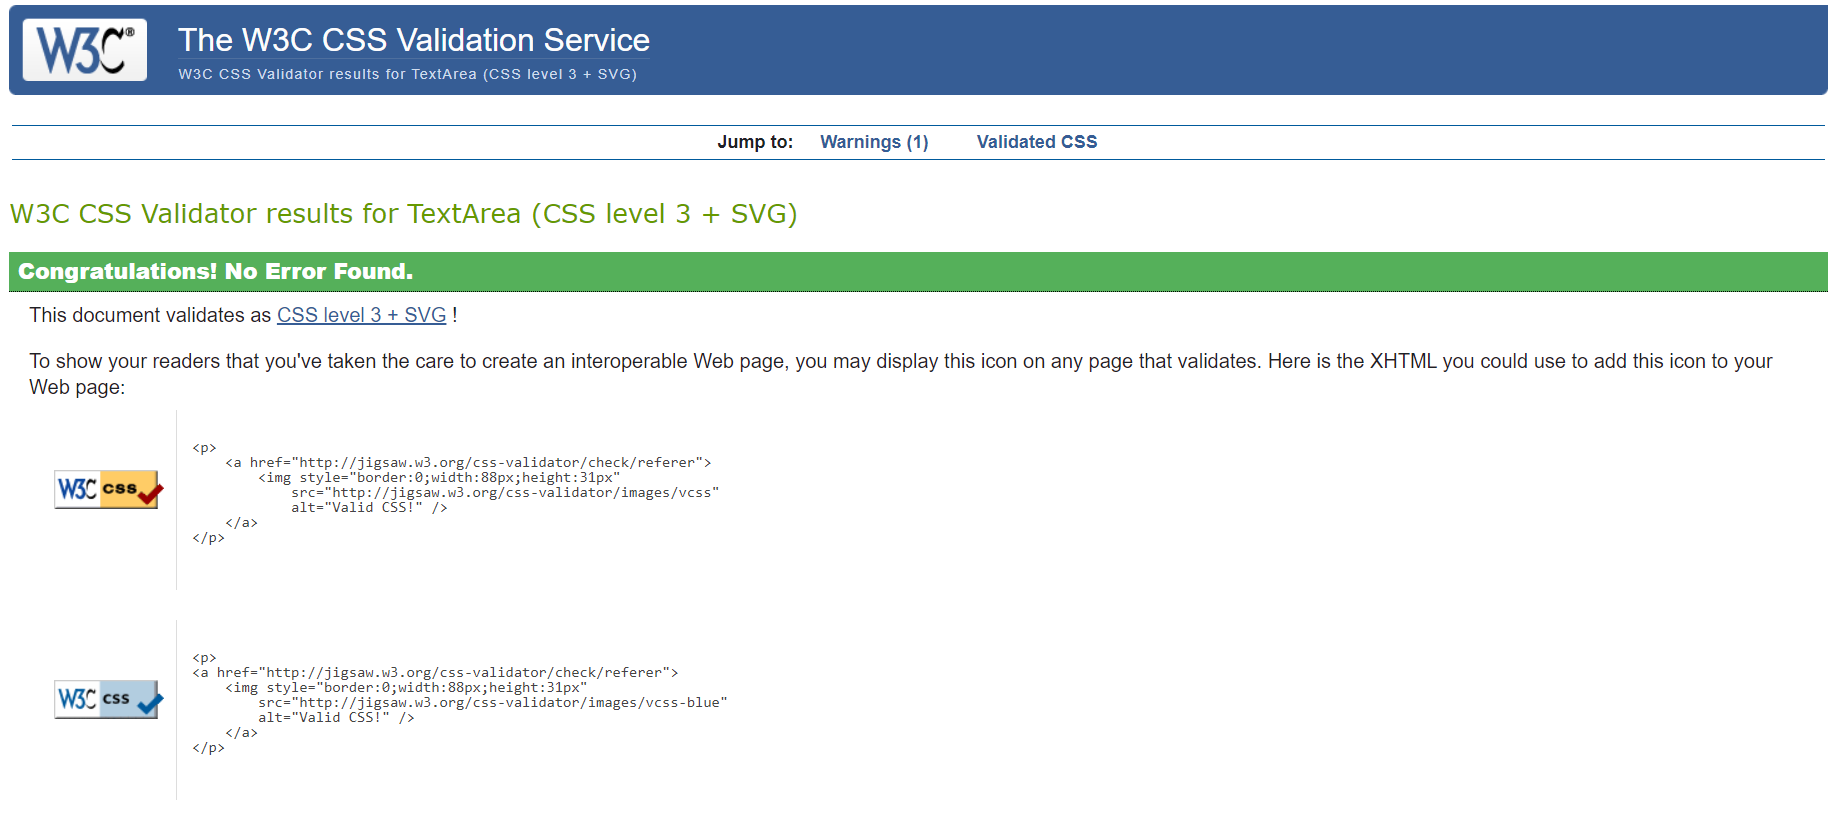 W3C®
The W3C CSS Validation Service
W3C CSS Validator results for TextArea (CSS level 3 + SVG)
Jump to: Warnings (1) Validated CSS
W3C CSS Validator results for TextArea (CSS level 3 + SVG)
Congratulations! No Error Found.
This document validates as CSS level 3 + SVG !
To show your readers that you've taken the care to create an interoperable Web page, you may display this icon on any page that validates. Here is the XHTML you could use to add this icon to your
Web page:
W3C css
<p>
    <a href="http://jigsaw.w3.org/css-validator/check/referer">
        <img style="border:0;width:88px;height:31px"
            src="http://jigsaw.w3.org/css-validator/images/vcss"
            alt="Valid CSS!" />
    </a>
</p>
W3C css
<p>
<a href="http://jigsaw.w3.org/css-validator/check/referer">
    <img style="border:0;width:88px;height:31px"
        src="http://jigsaw.w3.org/css-validator/images/vcss-blue"
        alt="Valid CSS!" />
    </a>
</p>